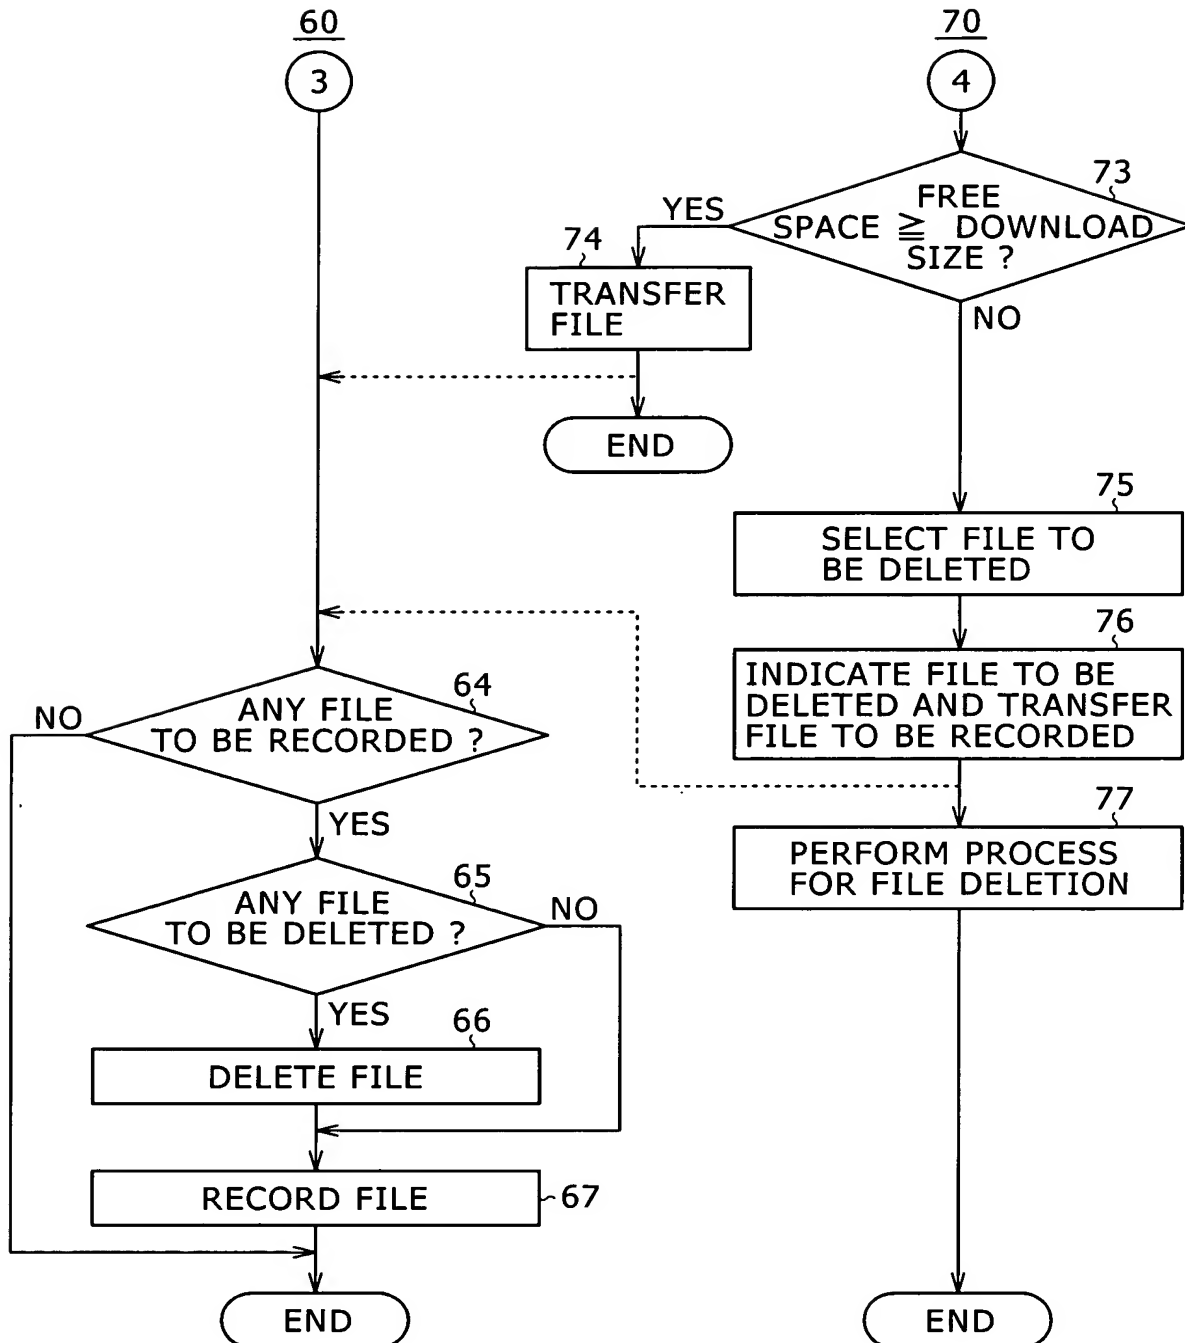 60
70
3
4
73
FREE
SPACE ≧ DOWNLOAD
SIZE ?
YES
NO
74
TRANSFER
FILE
END
75
SELECT FILE TO
BE DELETED
76
INDICATE FILE TO BE
DELETED AND TRANSFER
FILE TO BE RECORDED
77
PERFORM PROCESS
FOR FILE DELETION
64
ANY FILE
TO BE RECORDED ?
NO
YES
65
ANY FILE
TO BE DELETED ?
NO
YES
66
DELETE FILE
RECORD FILE
67
END
END